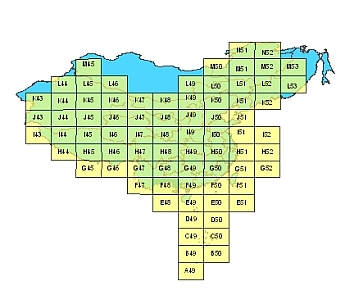 N51 N52
M45 M50 M51 M52 M53
L44 L45 L46 L49 L50 L51 L52 L53
K43 K44 K45 K46 K47 K48 K49 K50 K51 K52
J43 J44 J45 J46 J47 J48 J49 J50 J51
I43 I44 I45 I46 I47 I48 I49 I50 I51 I52
H44 H45 H46 H47 H48 H49 H50 H51 H52
G45 G46 G47 G48 G49 G50 G51 G52
F47 F48 F49 F50 F51
E48 E49 E50 E51
D49 D50
C49 C50
B49 B50
A49